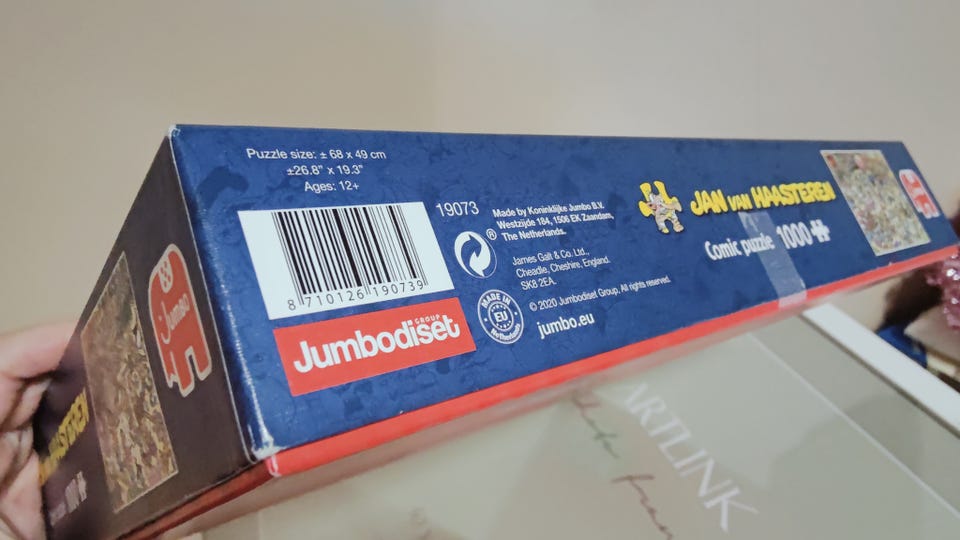 Puzzle size: ± 68 x 49 cm
±26.8" x 19.3"
Ages: 12+
19073
8 710126 190739
Jumbodiset
GROUP
Made by Koninklijke Jumbo B.V.
Westzijde 184, 1506 EK Zaandam,
The Netherlands.
James Galt & Co. Ltd.,
Cheadle, Cheshire, England.
SK8 2EA.
MADE IN
EU
Netherlands
© 2020 Jumbodiset Group. All rights reserved.
jumbo.eu
JAN VAN HAASTEREN
Comic puzzle 1000
Jumbo
HAASTEREN
ARTLINK